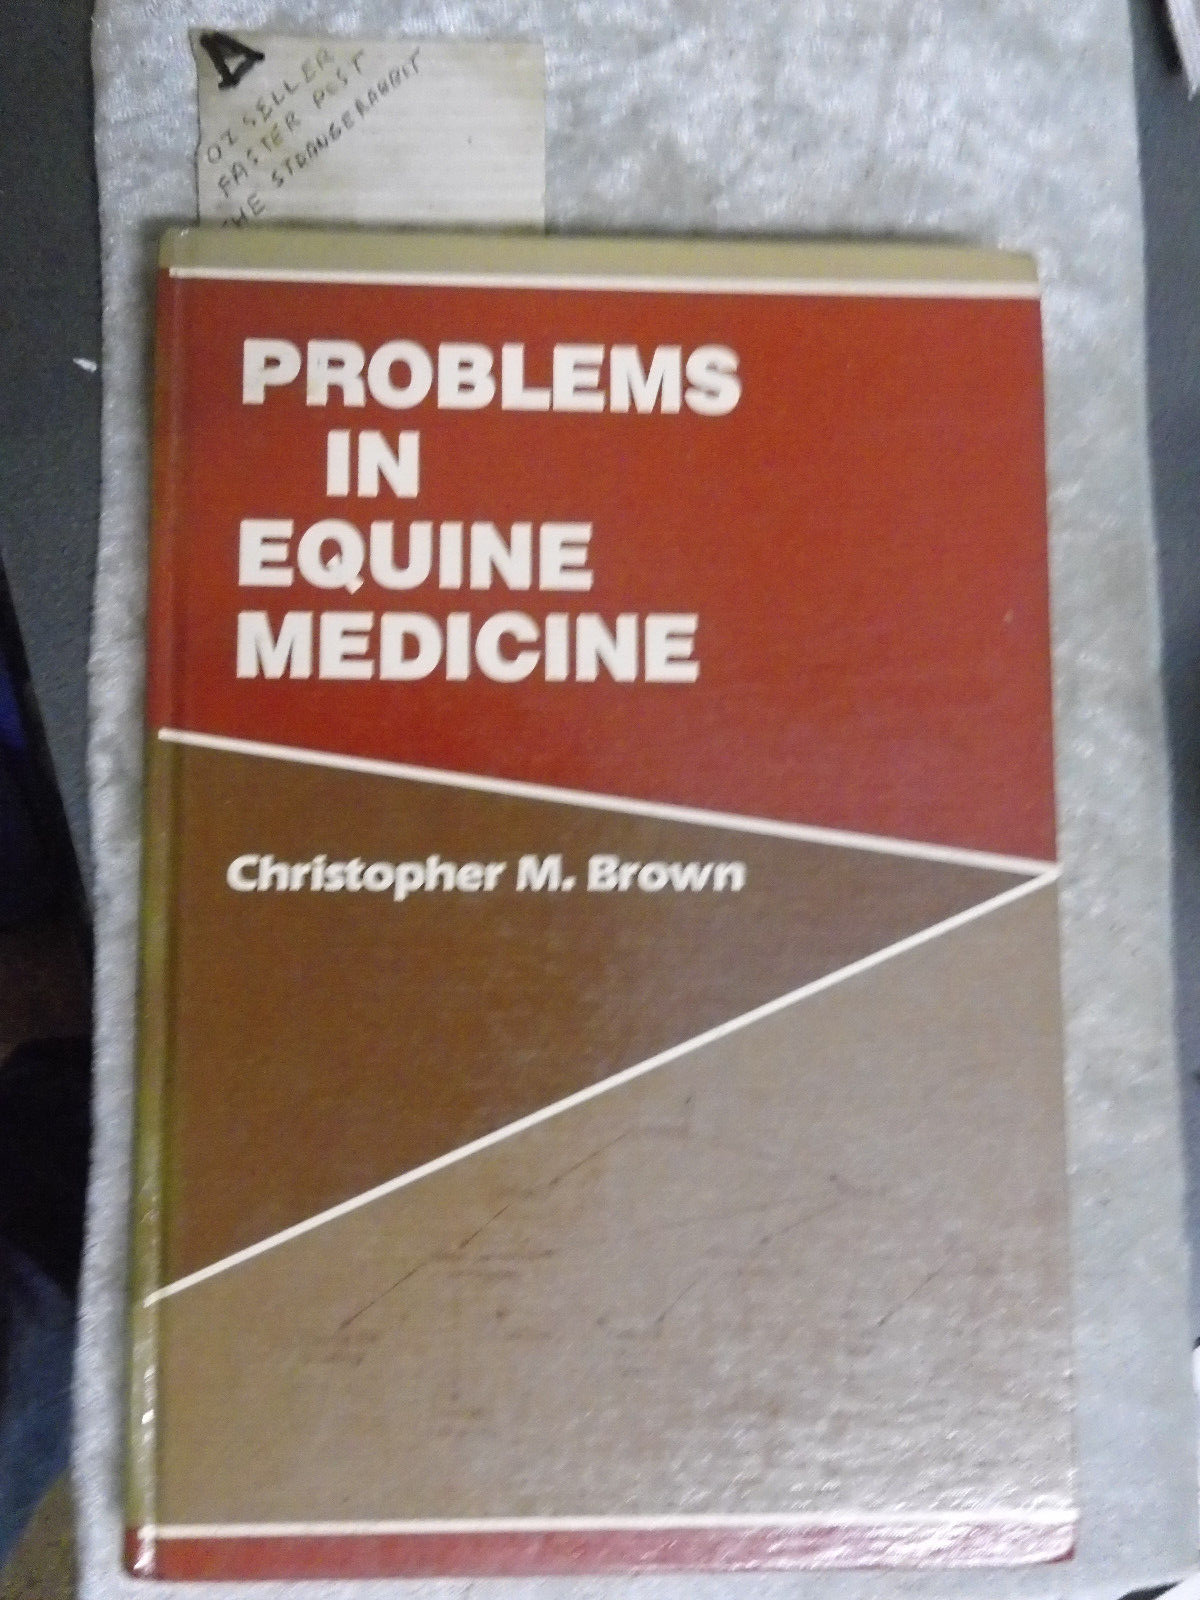 A
OZ SELLER
FASTER POST
THE STRANGERABBIT
PROBLEMS
IN
EQUINE
MEDICINE
Christopher M. Brown